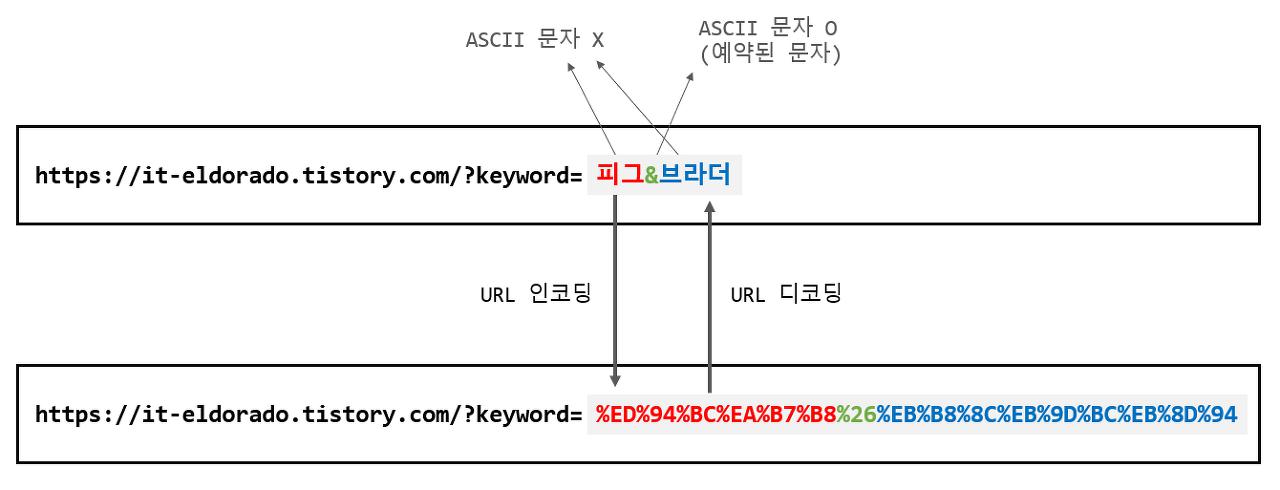 ASCII 문자 X
ASCII 문자 O
(예약된 문자)
https://it-eldorado.tistory.com/?keyword= 피그&브라더
URL 인코딩
URL 디코딩
https://it-eldorado.tistory.com/?keyword= %ED%94%BC%EA%B7%B8%26%EB%B8%8C%EB%9D%BC%EB%8D%94